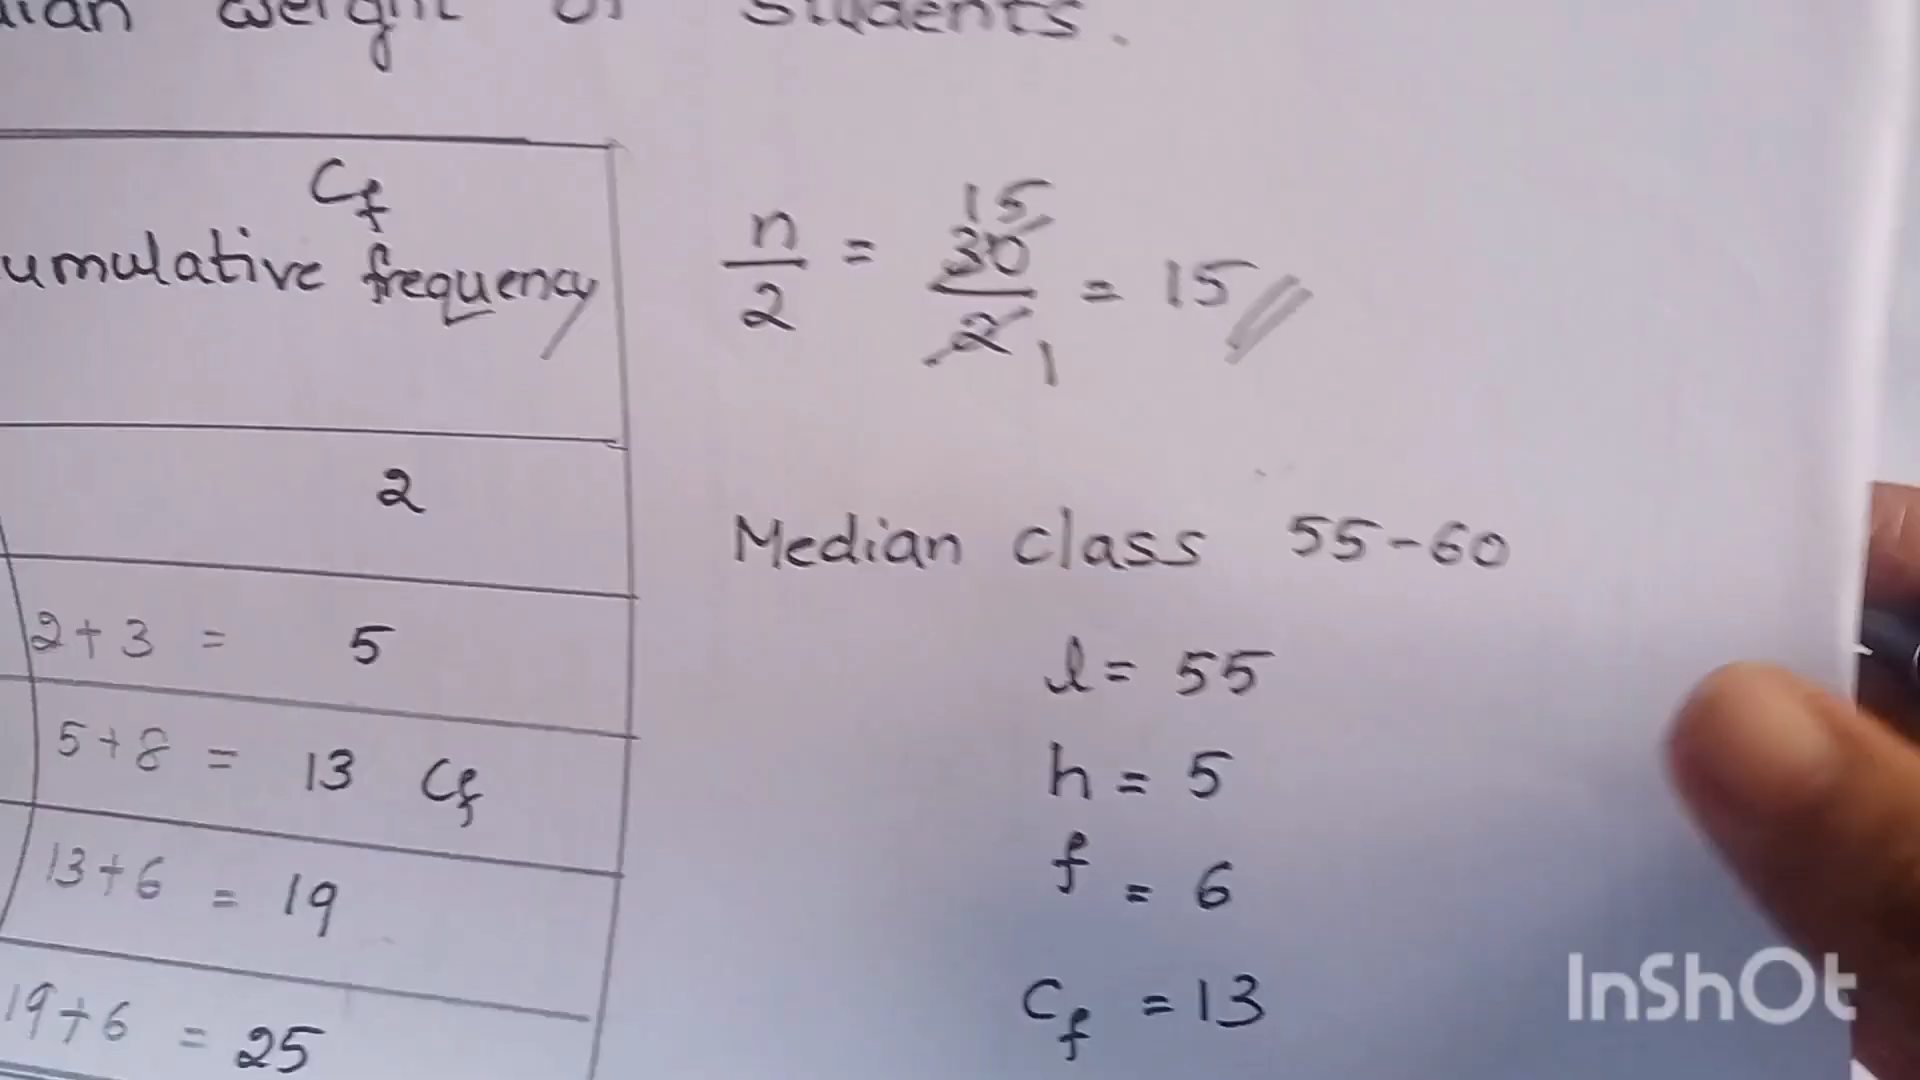 weight of students.
Cf
frequency
2
2+3 = 5
5+8 = 13 Cf
13+6 = 19
19+6 = 25
n/2 = 30/2 = 15
15
1
Median class 55-60
l = 55
h = 5
f = 6
Cf = 13
InShOt